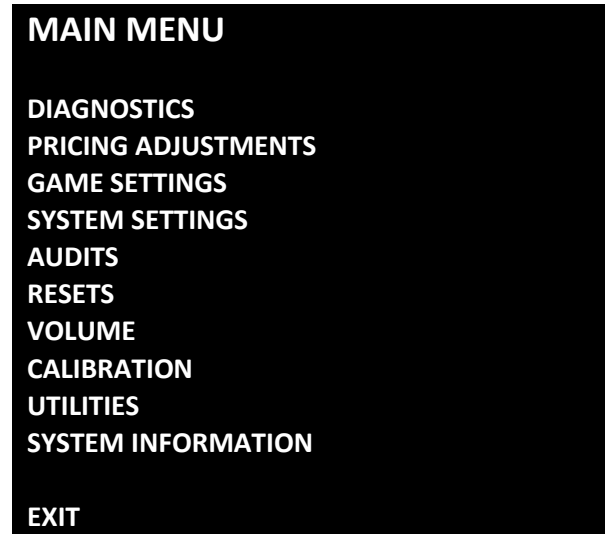 MAIN MENU
DIAGNOSTICS
PRICING ADJUSTMENTS
GAME SETTINGS
SYSTEM SETTINGS
AUDITS
RESETS
VOLUME
CALIBRATION
UTILITIES
SYSTEM INFORMATION
EXIT